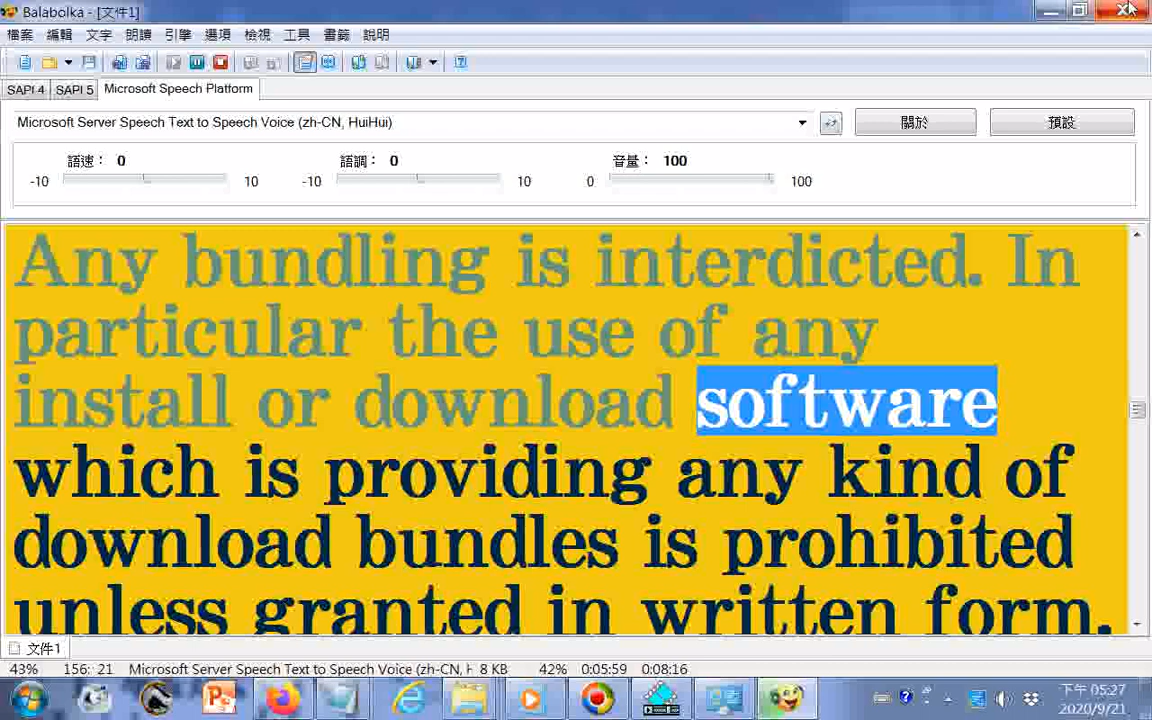 Balabolka - [文件1]
檔案 編輯 文字 朗讀 引擎 選項 檢視 工具 書籤 說明
SAPI 4 SAPI 5 Microsoft Speech Platform
Microsoft Server Speech Text to Speech Voice (zh-CN, HuiHui) 關於 預設
語速： 0 語調： 0 音量： 100
-10 10 -10 10 0 100
Any bundling is interdicted. In
particular the use of any
install or download software
which is providing any kind of
download bundles is prohibited
unless granted in written form.
文件1
43% 156: 21 Microsoft Server Speech Text to Speech Voice (zh-CN, H 8 KB 42% 0:05:59 0:08:16
下午 05:27
2020/9/21